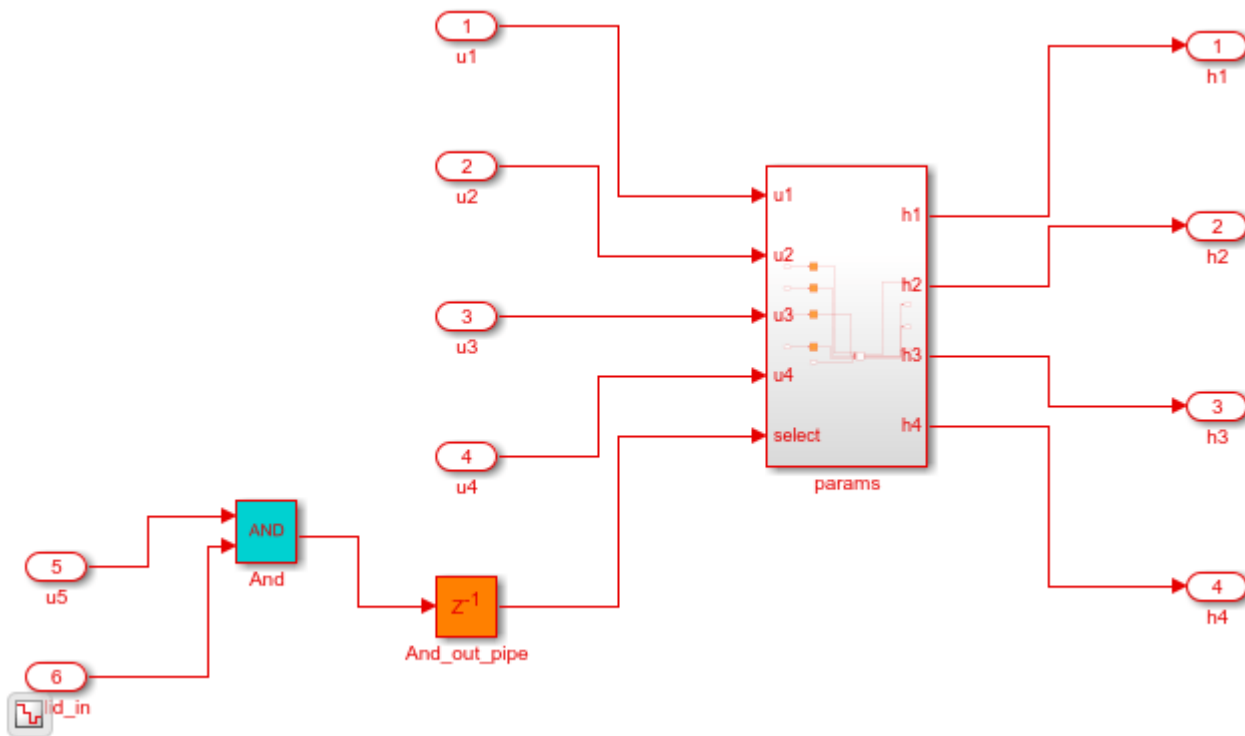 1
u1
2
u2
3
u3
4
u4
5
u5
6
lid_in
AND
And
Z-1
And_out_pipe
u1
u2
u3
u4
select
h1
h2
h3
h4
params
1
h1
2
h2
3
h3
4
h4